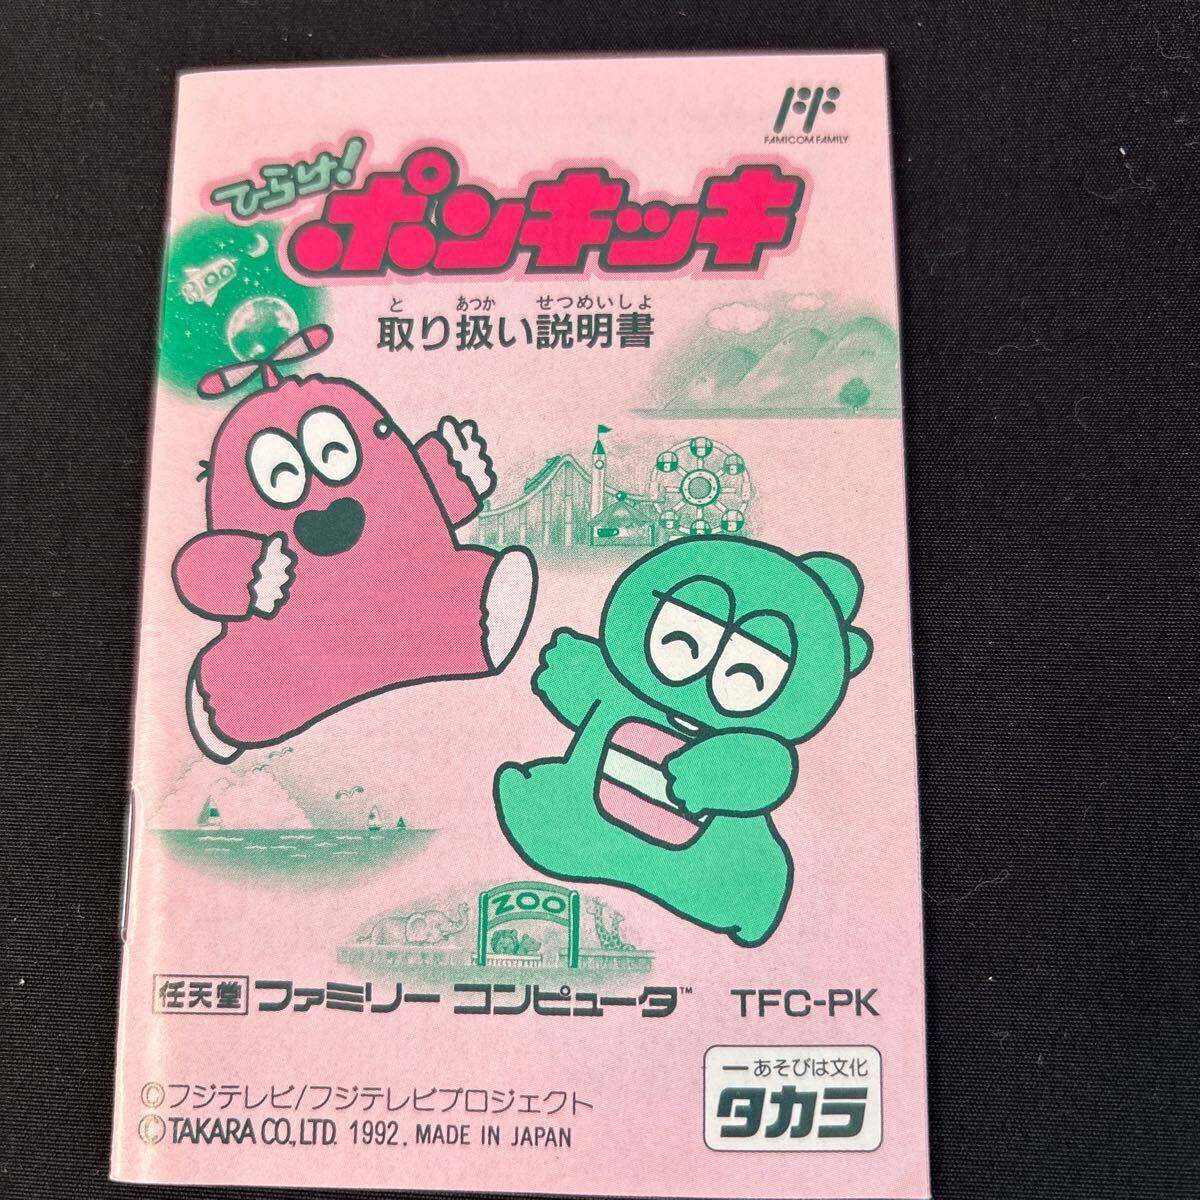 FAMICOM FAMILY
ひらけ!
ポンキッキ
と あつか せつめいしょ
取り扱い説明書
ZOO
任天堂 ファミリー コンピュータ™ TFC-PK
ーあそびは文化
タカラ
©フジテレビ/フジテレビプロジェクト
©TAKARA CO.,LTD. 1992. MADE IN JAPAN